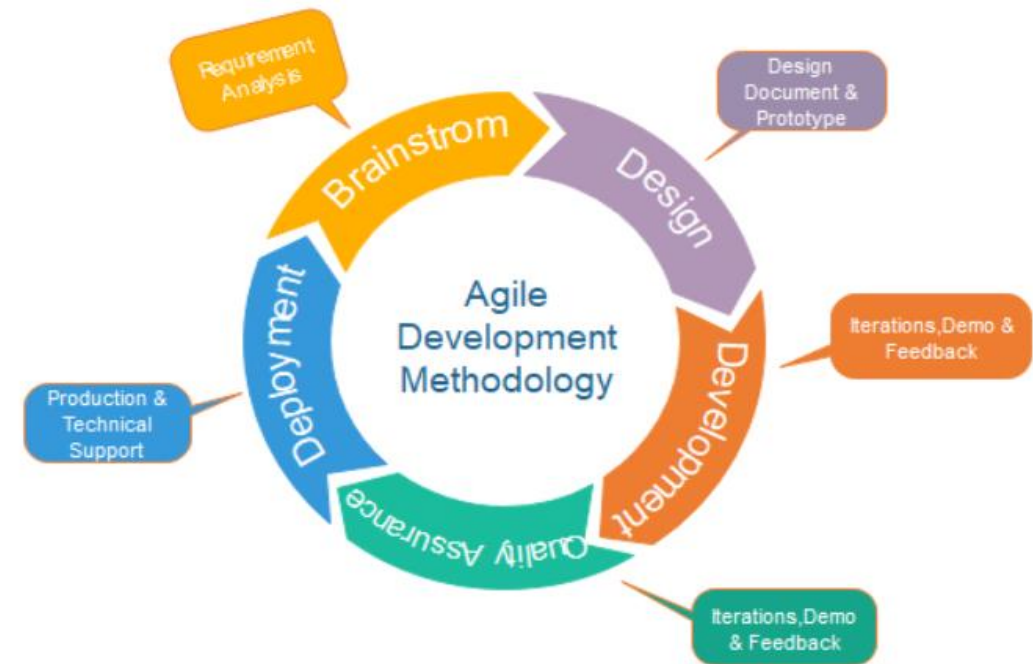 Requirement
Analysis
Brainstrom
Design
Document &
Prototype
Design
Iterations,Demo &
Feedback
Development
Iterations,Demo
& Feedback
Quality Assurance
Production &
Technical
Support
Deployment
Agile
Development
Methodology